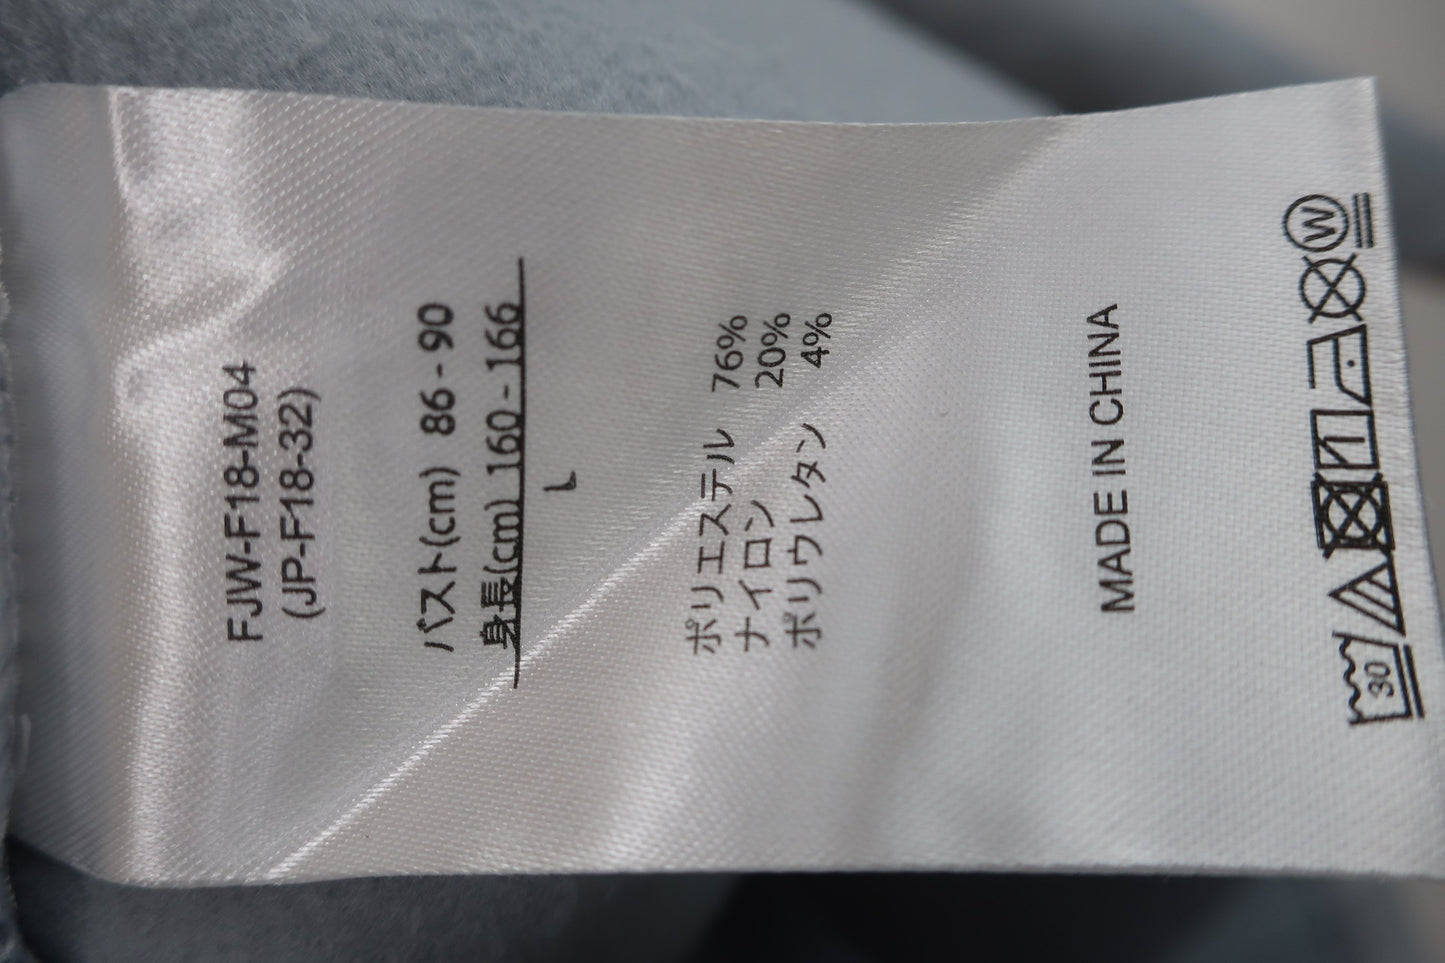 FJW-F18-M04
(JP-F18-32)
バスト(cm) 86 - 90
身長(cm) 160 - 166
L
ポリエステル 76%
ナイロン 20%
ポリウレタン 4%
MADE IN CHINA
30 W